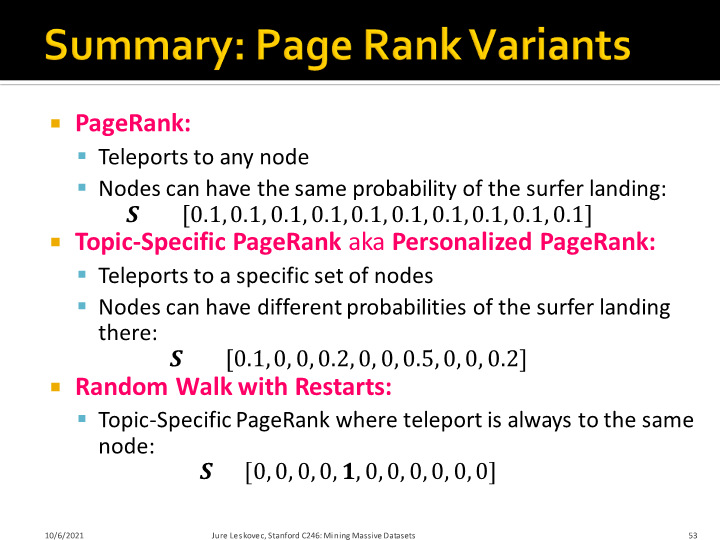 Summary: Page Rank Variants
PageRank:
Teleports to any node
Nodes can have the same probability of the surfer landing:
S [0.1, 0.1, 0.1, 0.1, 0.1, 0.1, 0.1, 0.1, 0.1, 0.1]
Topic-Specific PageRank aka Personalized PageRank:
Teleports to a specific set of nodes
Nodes can have different probabilities of the surfer landing
there:
S [0.1, 0, 0, 0.2, 0, 0, 0.5, 0, 0, 0.2]
Random Walk with Restarts:
Topic-Specific PageRank where teleport is always to the same
node:
S [0, 0, 0, 0, 1, 0, 0, 0, 0, 0, 0]
10/6/2021 Jure Leskovec, Stanford C246: Mining Massive Datasets 53